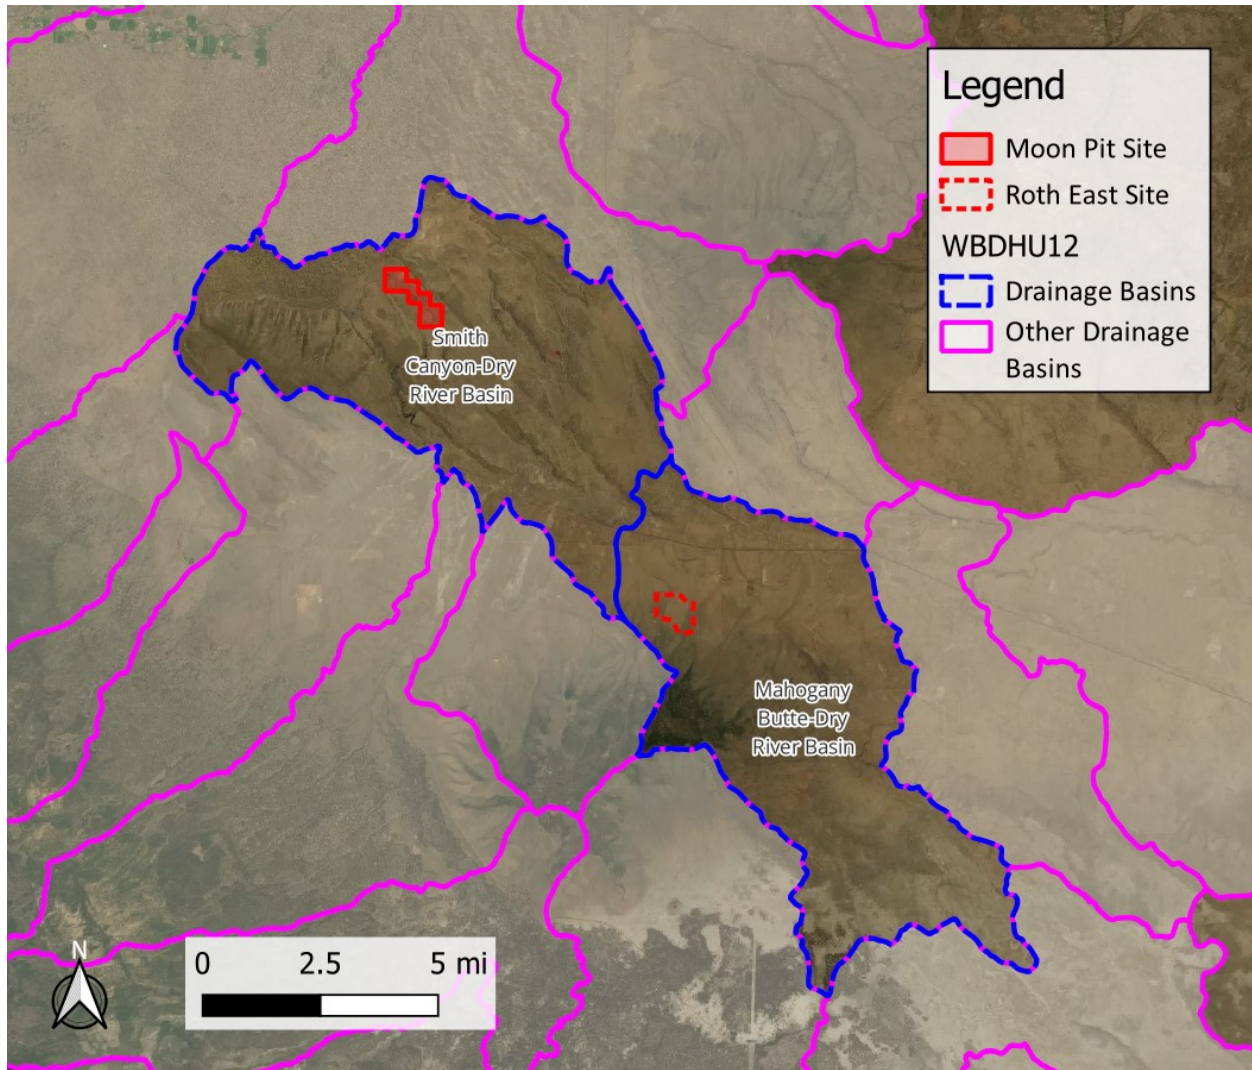 Legend
Moon Pit Site
Roth East Site
WBDHU12
Drainage Basins
Other Drainage
Basins
Smith
Canyon-Dry
River Basin
Mahogany
Butte-Dry
River Basin
N
0 2.5 5 mi